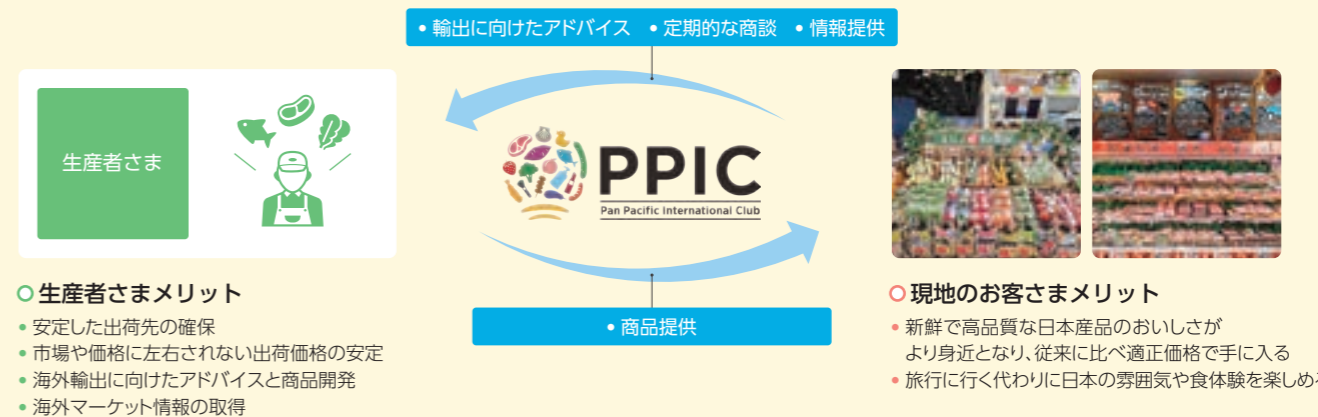 • 輸出に向けたアドバイス • 定期的な商談 • 情報提供
生産者さま
PPIC
Pan Pacific International Club
• 商品提供
生産者さまメリット
• 安定した出荷先の確保
• 市場や価格に左右されない出荷価格の安定
• 海外輸出に向けたアドバイスと商品開発
• 海外マーケット情報の取得
現地のお客さまメリット
• 新鮮で高品質な日本産品のおいしさが
より身近となり、従来に比べ適正価格で手に入る
• 旅行に行く代わりに日本の雰囲気や食体験を楽しめる